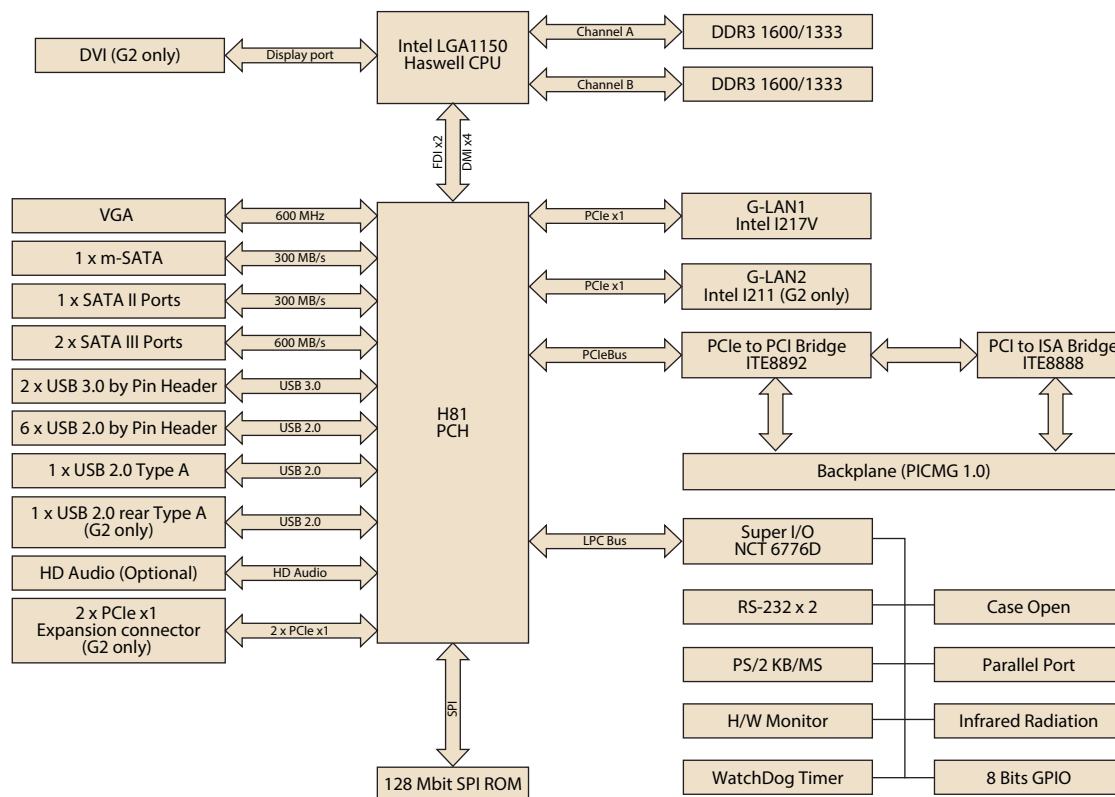 DVI (G2 only)
Display port
Intel LGA1150
Haswell CPU
Channel A
DDR3 1600/1333
Channel B
DDR3 1600/1333
FDI x2
DMI x4
VGA
600 MHz
1 x m-SATA
300 MB/s
1 x SATA II Ports
300 MB/s
2 x SATA III Ports
600 MB/s
2 x USB 3.0 by Pin Header
USB 3.0
6 x USB 2.0 by Pin Header
USB 2.0
1 x USB 2.0 Type A
USB 2.0
1 x USB 2.0 rear Type A
(G2 only)
USB 2.0
HD Audio (Optional)
HD Audio
2 x PCIe x1
Expansion connector
(G2 only)
2 x PCIe x1
H81
PCH
PCIe x1
G-LAN1
Intel I217V
PCIe x1
G-LAN2
Intel I211 (G2 only)
PCIeBus
PCIe to PCI Bridge
ITE8892
PCI to ISA Bridge
ITE8888
Backplane (PICMG 1.0)
LPC Bus
Super I/O
NCT 6776D
RS-232 x 2
Case Open
PS/2 KB/MS
Parallel Port
H/W Monitor
Infrared Radiation
WatchDog Timer
8 Bits GPIO
SPI
128 Mbit SPI ROM